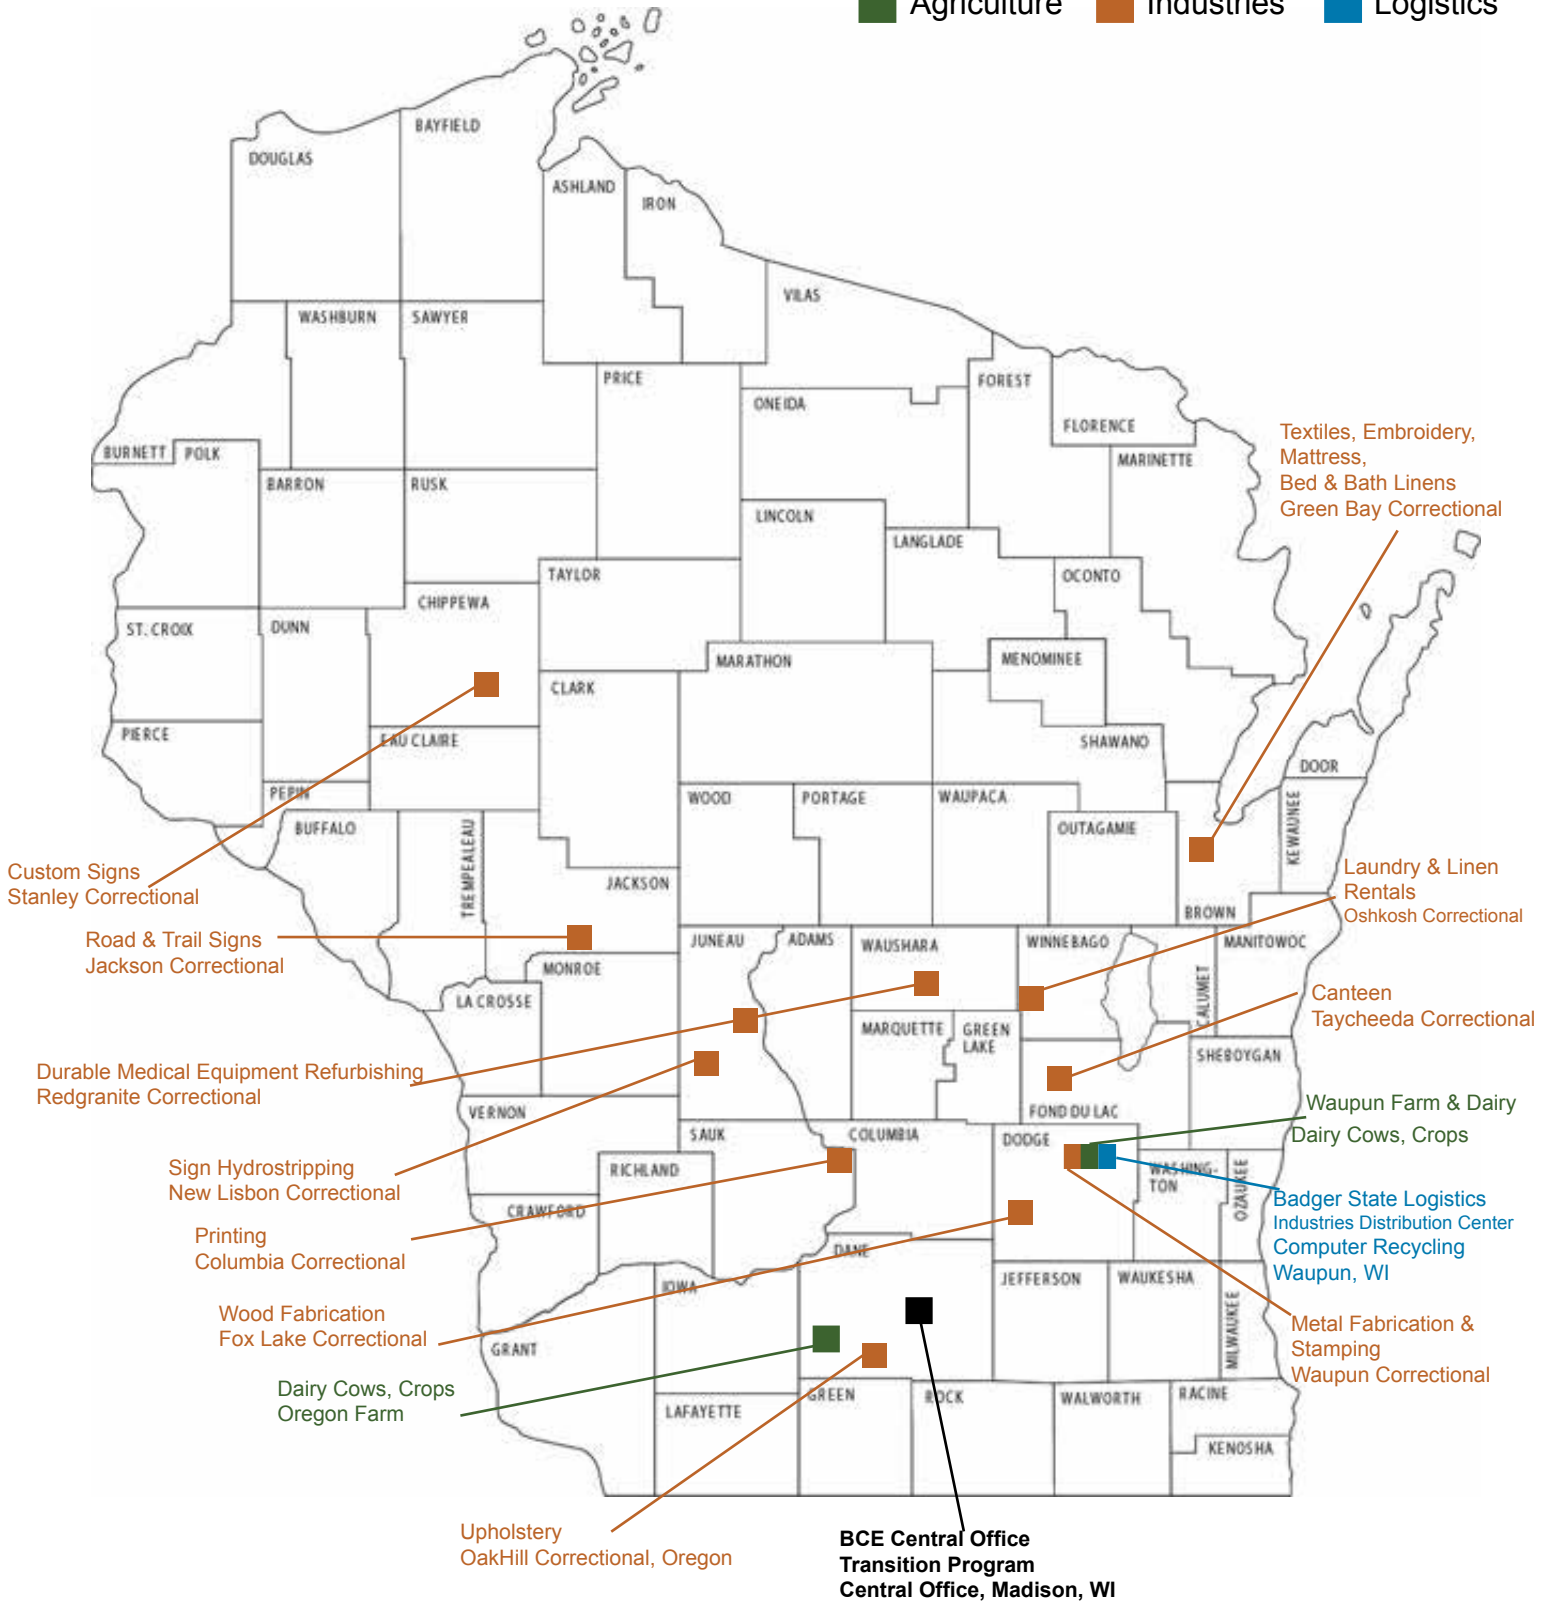 Agriculture
Industries
Logistics
BAYFIELD
DOUGLAS
ASHLAND
IRON
VILAS
WASHBURN
SAWYER
PRICE
FOREST
ONEIDA
FLORENCE
BURNETT
POLK
MARINETTE
BARRON
RUSK
LINCOLN
LANGLADE
TAYLOR
OCONTO
CHIPPEWA
ST. CROIX
DUNN
MARATHON
MENOMINEE
CLARK
PIERCE
EAU CLAIRE
SHAWANO
DOOR
PEPIN
WOOD
PORTAGE
WAUPACA
BUFFALO
TREMPEALEAU
OUTAGAMIE
KEWAUNEE
JACKSON
BROWN
JUNEAU
ADAMS
WAUSHARA
WINNEBAGO
MANITOWOC
MONROE
CALUMET
LA CROSSE
MARQUETTE
GREEN
LAKE
SHEBOYGAN
VERNON
FOND DU LAC
SAUK
COLUMBIA
DODGE
RICHLAND
WASHING-
TON
OZAUKEE
CRAWFORD
DANE
IOWA
JEFFERSON
WAUKESHA
MILWAUKEE
GRANT
GREEN
ROCK
WALWORTH
RACINE
LAFAYETTE
KENOSHA
Textiles, Embroidery,
Mattress,
Bed & Bath Linens
Green Bay Correctional
Custom Signs
Stanley Correctional
Laundry & Linen
Rentals
Oshkosh Correctional
Road & Trail Signs
Jackson Correctional
Canteen
Taycheeda Correctional
Durable Medical Equipment Refurbishing
Redgranite Correctional
Waupun Farm & Dairy
Dairy Cows, Crops
Sign Hydrostripping
New Lisbon Correctional
Badger State Logistics
Industries Distribution Center
Computer Recycling
Waupun, WI
Printing
Columbia Correctional
Wood Fabrication
Fox Lake Correctional
Metal Fabrication &
Stamping
Waupun Correctional
Dairy Cows, Crops
Oregon Farm
Upholstery
OakHill Correctional, Oregon
BCE Central Office
Transition Program
Central Office, Madison, WI